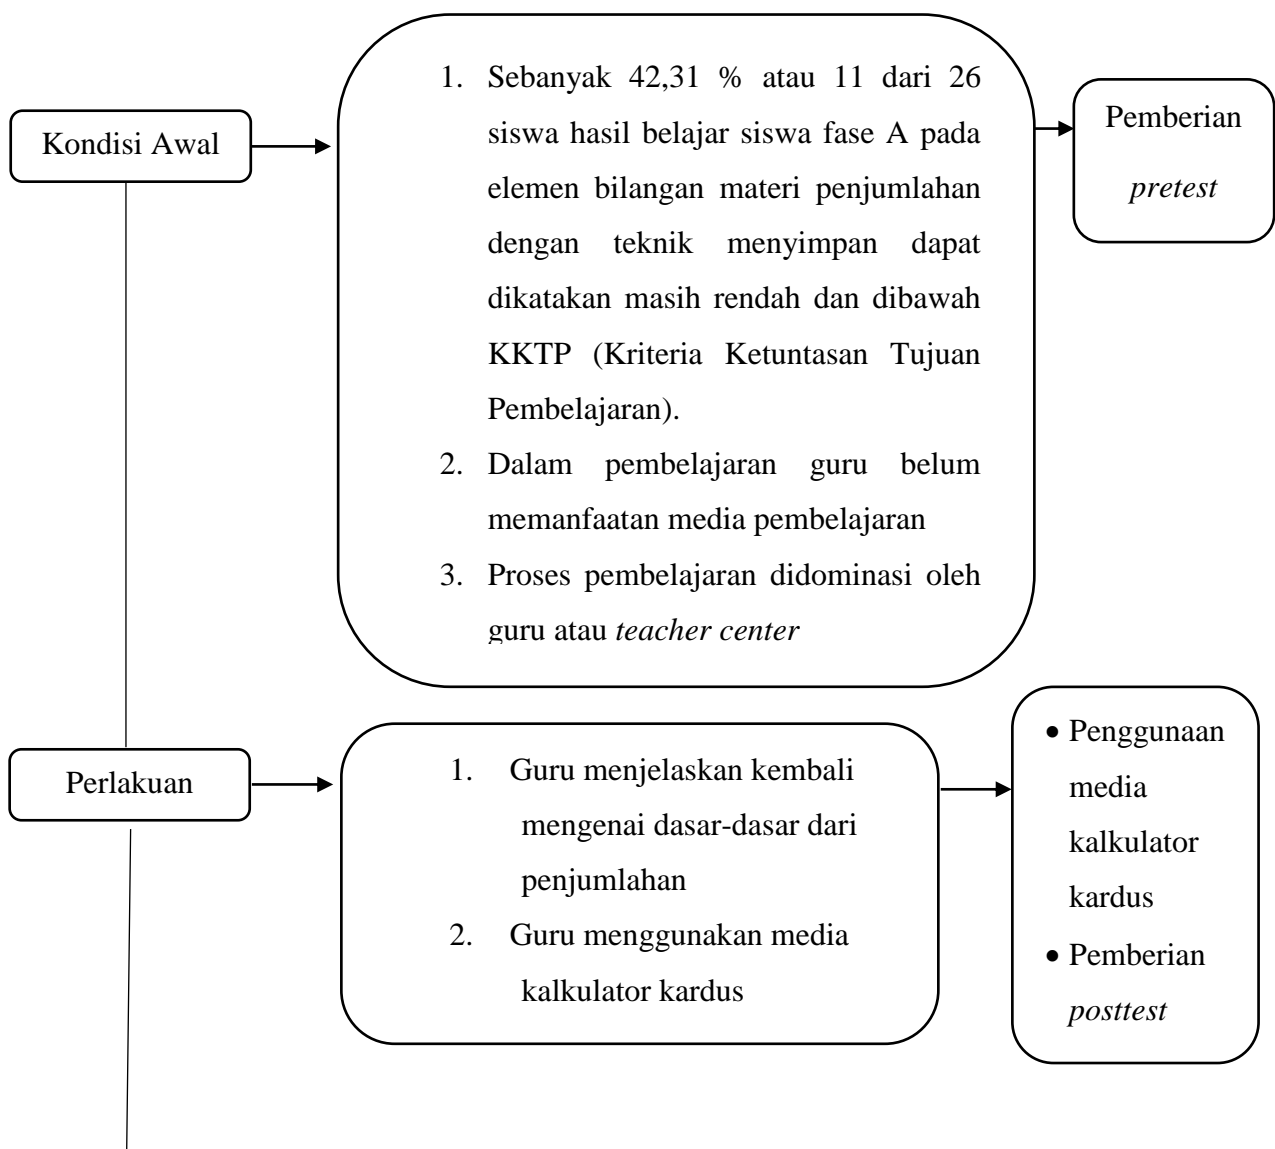 Kondisi Awal
1. Sebanyak 42,31 % atau 11 dari 26
siswa hasil belajar siswa fase A pada
elemen bilangan materi penjumlahan
dengan teknik menyimpan dapat
dikatakan masih rendah dan dibawah
KKTP (Kriteria Ketuntasan Tujuan
Pembelajaran).
2. Dalam pembelajaran guru belum
memanfaatan media pembelajaran
3. Proses pembelajaran didominasi oleh
guru atau teacher center
Pemberian
pretest
Perlakuan
1. Guru menjelaskan kembali
mengenai dasar-dasar dari
penjumlahan
2. Guru menggunakan media
kalkulator kardus
• Penggunaan
media
kalkulator
kardus
• Pemberian
posttest